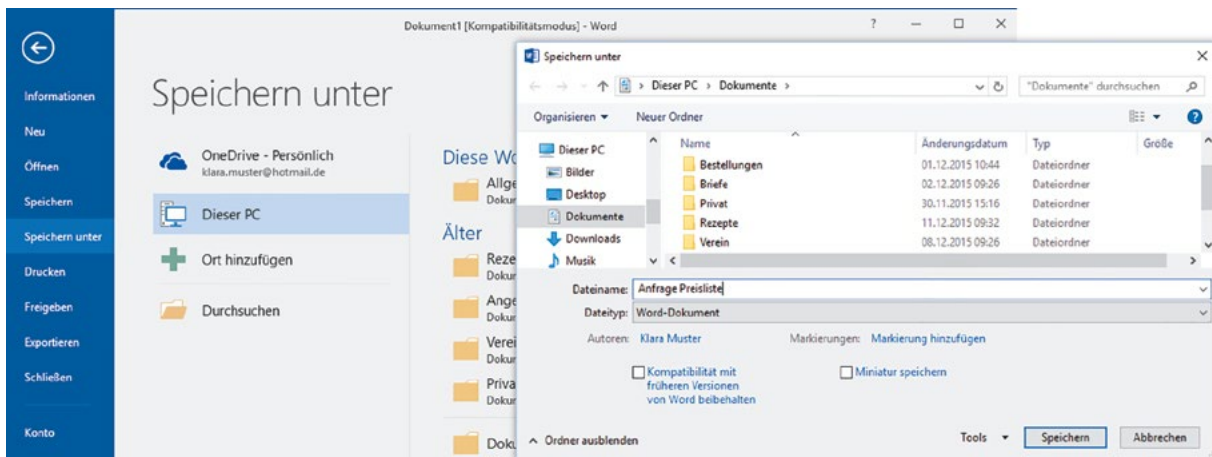 Dokument1 [Kompatibilitätsmodus] - Word
?
Informationen
Neu
Öffnen
Speichern
Speichern unter
Drucken
Freigeben
Exportieren
Schließen
Konto
Speichern unter
OneDrive - Persönlich
klara.muster@hotmail.de
Dieser PC
Ort hinzufügen
Durchsuchen
Diese Wo
Allge
Dokur
Älter
Reze
Dokur
Ange
Dokur
Verei
Dokur
Priva
Dokur
Doku
Speichern unter
Dieser PC > Dokumente >
"Dokumente" durchsuchen
Organisieren
Neuer Ordner
?
Dieser PC
Bilder
Desktop
Dokumente
Downloads
Musik
Name Änderungsdatum Typ Größe
Bestellungen 01.12.2015 10:44 Dateiordner
Briefe 02.12.2015 09:26 Dateiordner
Privat 30.11.2015 15:16 Dateiordner
Rezepte 11.12.2015 09:32 Dateiordner
Verein 08.12.2015 09:26 Dateiordner
Dateiname: Anfrage Preisliste
Dateityp: Word-Dokument
Autoren: Klara Muster Markierungen: Markierung hinzufügen
Kompatibilität mit
früheren Versionen
von Word beibehalten
Miniatur speichern
Ordner ausblenden
Tools
Speichern
Abbrechen